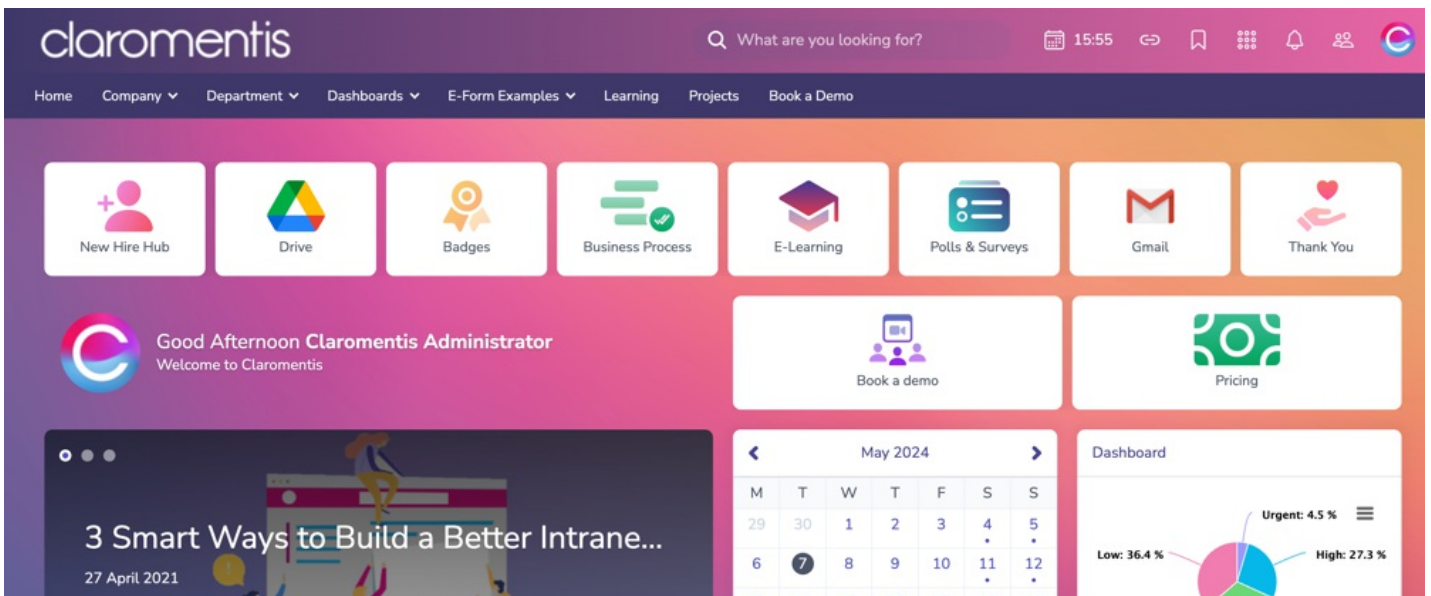 claromentis
What are you looking for?
15:55
Home Company Department Dashboards E-Form Examples Learning Projects Book a Demo
New Hire Hub
Drive
Badges
Business Process
E-Learning
Polls & Surveys
Gmail
Thank You
Good Afternoon Claromentis Administrator
Welcome to Claromentis
Book a demo
Pricing
3 Smart Ways to Build a Better Intrane...
27 April 2021
May 2024
M T W T F S S
29 30 1 2 3 4 5
6 7 8 9 10 11 12
Dashboard
Urgent: 4.5 %
Low: 36.4 %
High: 27.3 %